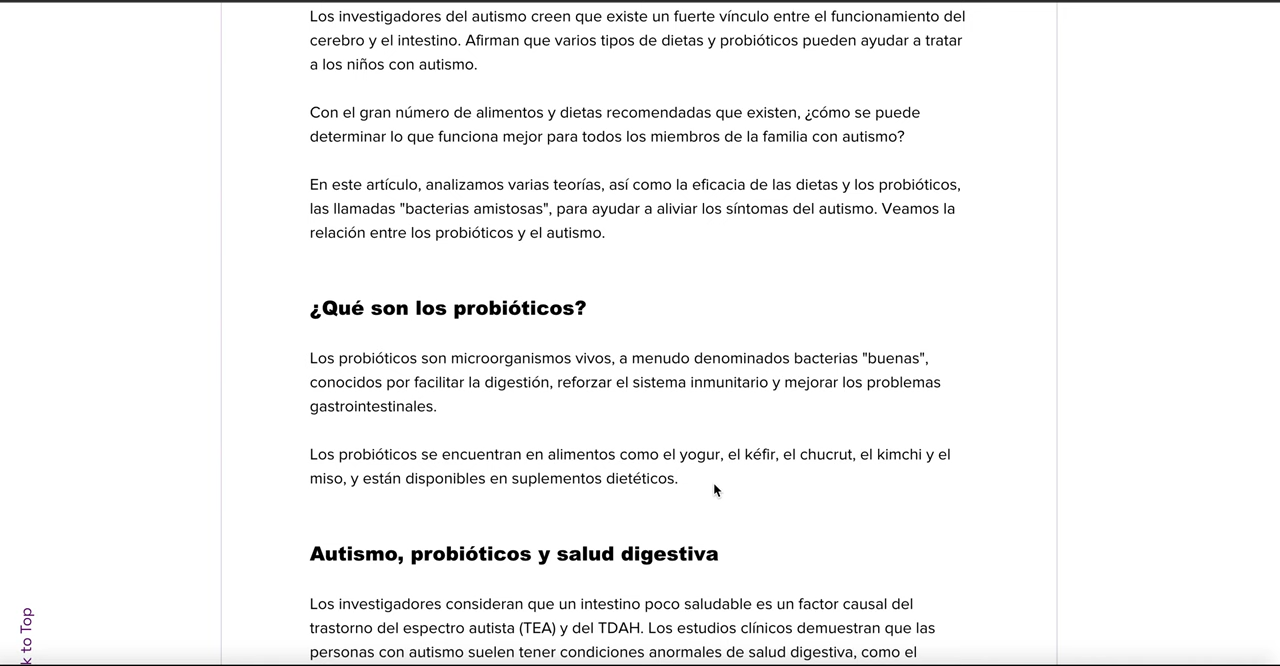 Los investigadores del autismo creen que existe un fuerte vínculo entre el funcionamiento del
cerebro y el intestino. Afirman que varios tipos de dietas y probióticos pueden ayudar a tratar
a los niños con autismo.
Con el gran número de alimentos y dietas recomendadas que existen, ¿cómo se puede
determinar lo que funciona mejor para todos los miembros de la familia con autismo?
En este artículo, analizamos varias teorías, así como la eficacia de las dietas y los probióticos,
las llamadas "bacterias amistosas", para ayudar a aliviar los síntomas del autismo. Veamos la
relación entre los probióticos y el autismo.
¿Qué son los probióticos?
Los probióticos son microorganismos vivos, a menudo denominados bacterias "buenas",
conocidos por facilitar la digestión, reforzar el sistema inmunitario y mejorar los problemas
gastrointestinales.
Los probióticos se encuentran en alimentos como el yogur, el kéfir, el chucrut, el kimchi y el
miso, y están disponibles en suplementos dietéticos.
Autismo, probióticos y salud digestiva
Los investigadores consideran que un intestino poco saludable es un factor causal del
trastorno del espectro autista (TEA) y del TDAH. Los estudios clínicos demuestran que las
personas con autismo suelen tener condiciones anormales de salud digestiva, como el
k to Top